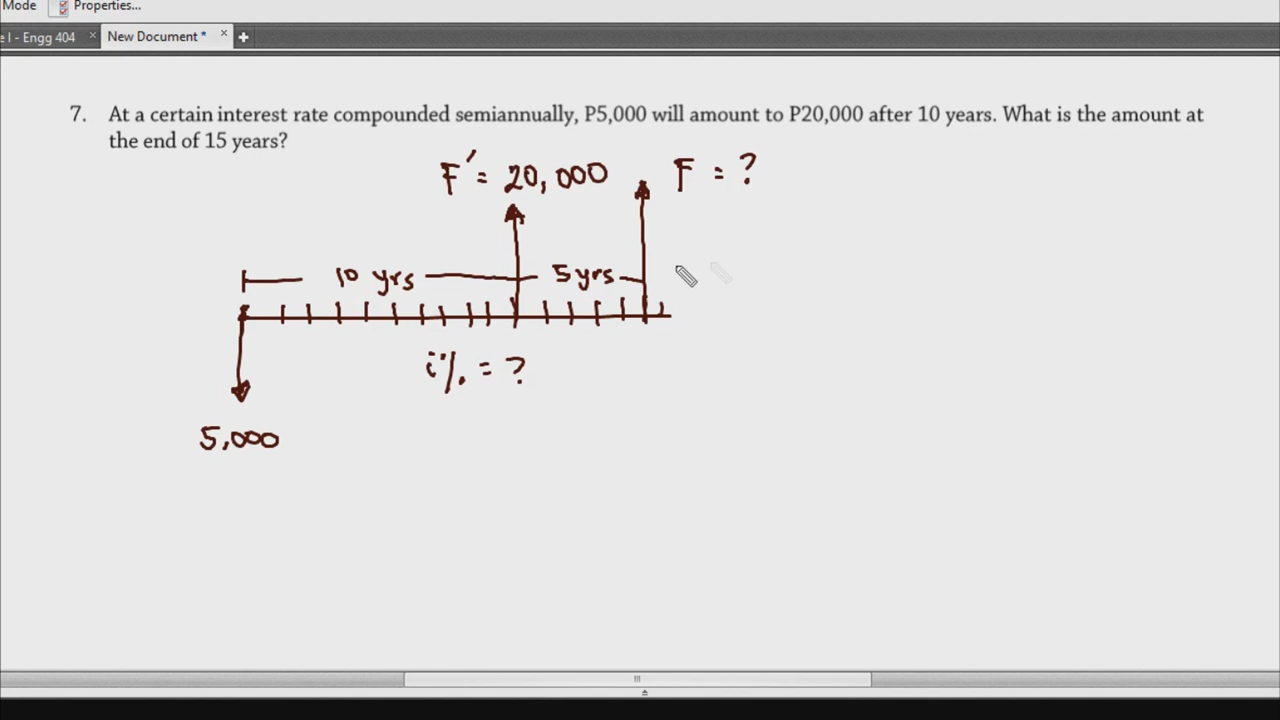 Mode Properties...
e I - Engg 404 × New Document * × +
7. At a certain interest rate compounded semiannually, P5,000 will amount to P20,000 after 10 years. What is the amount at
the end of 15 years?
F' = 20,000 F = ?
10 yrs 5 yrs
i% = ?
5,000